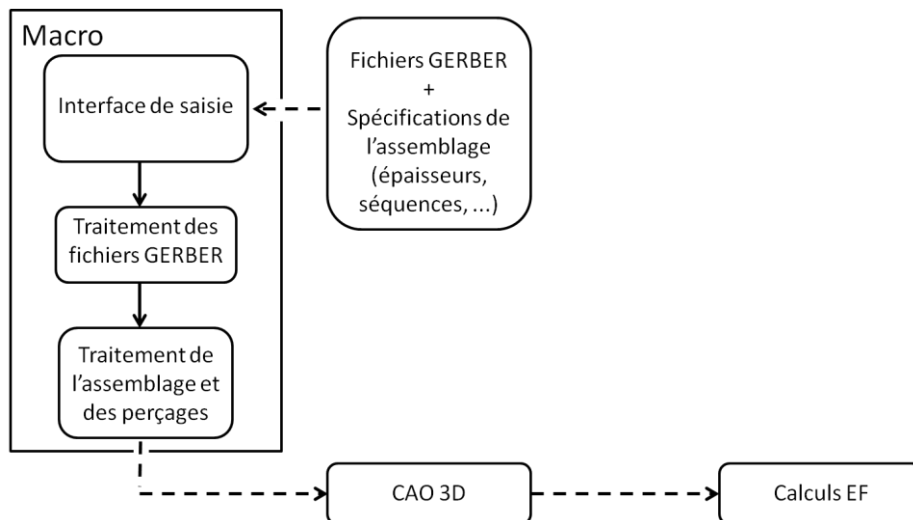 Macro
Interface de saisie
Fichiers GERBER
+
Spécifications de
l'assemblage
(épaisseurs,
séquences, ...)
Traitement des
fichiers GERBER
Traitement de
l'assemblage et
des perçages
CAO 3D
Calculs EF